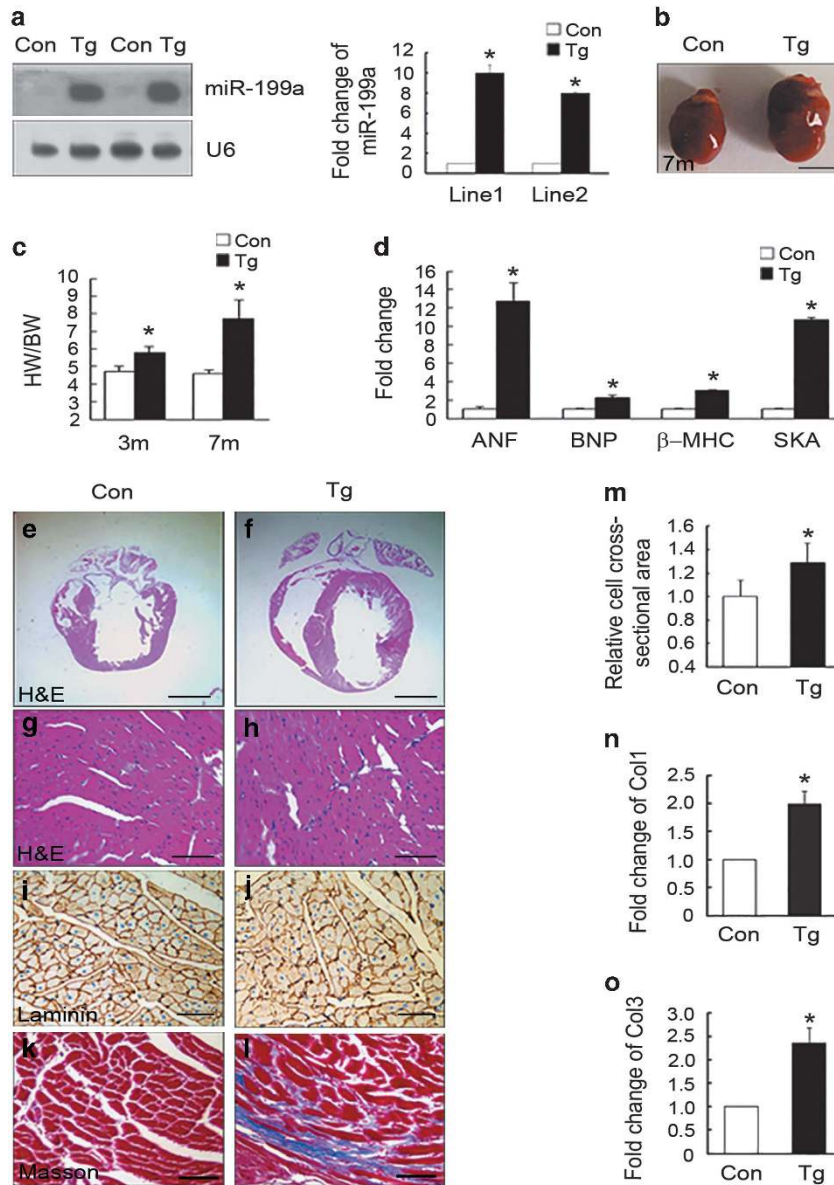 a
Con Tg Con Tg
miR-199a
U6
Fold change of
miR-199a
12
10
8
6
4
2
0
*
*
Con
Tg
Line1 Line2
b
Con Tg
7m
c
HW/BW
10
9
8
7
6
5
4
3
2
*
*
Con
Tg
3m 7m
d
Fold change
16
14
12
10
8
6
4
2
0
*
*
*
*
Con
Tg
ANF BNP β–MHC SKA
Con Tg
e
H&E
f
g
H&E
h
i
Laminin
j
k
Masson
l
m
Relative cell cross-
sectional area
1.6
1.4
1.2
1.0
0.8
0.6
0.4
*
Con Tg
n
Fold change of Col1
2.5
2.0
1.5
1.0
0.5
0
*
Con Tg
o
Fold change of Col3
3.0
2.5
2.0
1.5
1.0
0.5
0
*
Con Tg